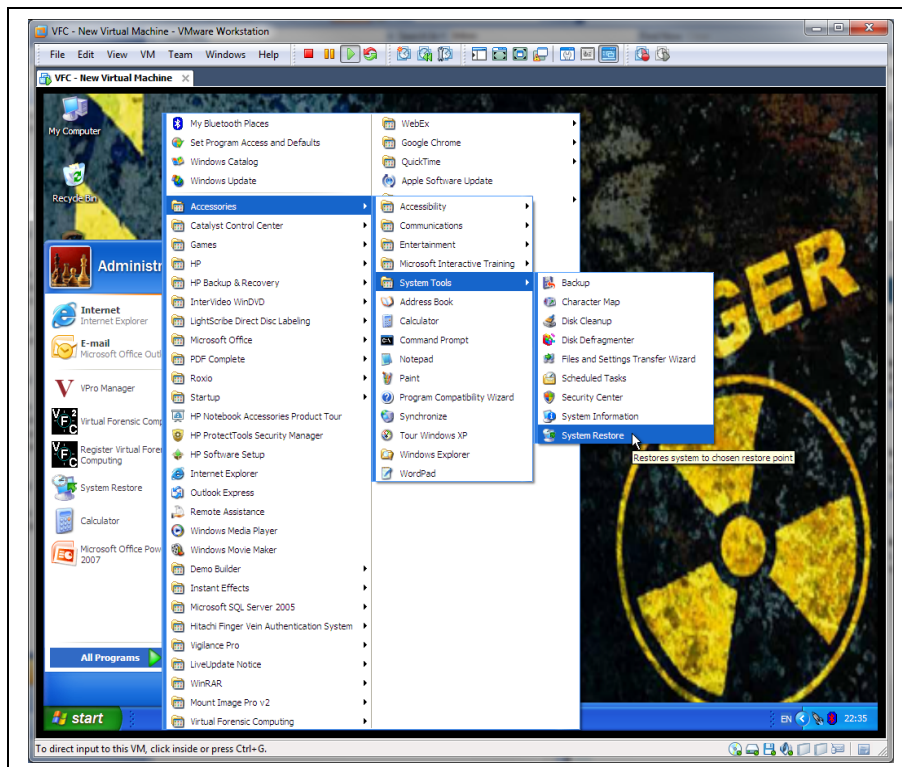 VFC - New Virtual Machine - VMware Workstation
File Edit View VM Team Windows Help
VFC - New Virtual Machine
My Computer
Recycle Bin
Administr
Internet
Internet Explorer
E-mail
Microsoft Office Outl
VPro Manager
Virtual Forensic Comp
Register Virtual Fore
Computing
System Restore
Calculator
Microsoft Office Pow
2007
All Programs
start
My Bluetooth Places
Set Program Access and Defaults
Windows Catalog
Windows Update
Accessories
Catalyst Control Center
Games
HP
HP Backup & Recovery
InterVideo WinDVD
LightScribe Direct Disc Labeling
Microsoft Office
PDF Complete
Roxio
Startup
HP Notebook Accessories Product Tour
HP ProtectTools Security Manager
HP Software Setup
Internet Explorer
Outlook Express
Remote Assistance
Windows Media Player
Windows Movie Maker
Demo Builder
Instant Effects
Microsoft SQL Server 2005
Hitachi Finger Vein Authentication System
Vigilance Pro
LiveUpdate Notice
WinRAR
Mount Image Pro v2
Virtual Forensic Computing
WebEx
Google Chrome
QuickTime
Apple Software Update
Accessibility
Communications
Entertainment
Microsoft Interactive Training
System Tools
Address Book
Calculator
Command Prompt
Notepad
Paint
Program Compatibility Wizard
Synchronize
Tour Windows XP
Windows Explorer
WordPad
Backup
Character Map
Disk Cleanup
Disk Defragmenter
Files and Settings Transfer Wizard
Scheduled Tasks
Security Center
System Information
System Restore
Restores system to chosen restore point
GER
EN 22:35
To direct input to this VM, click inside or press Ctrl+G.